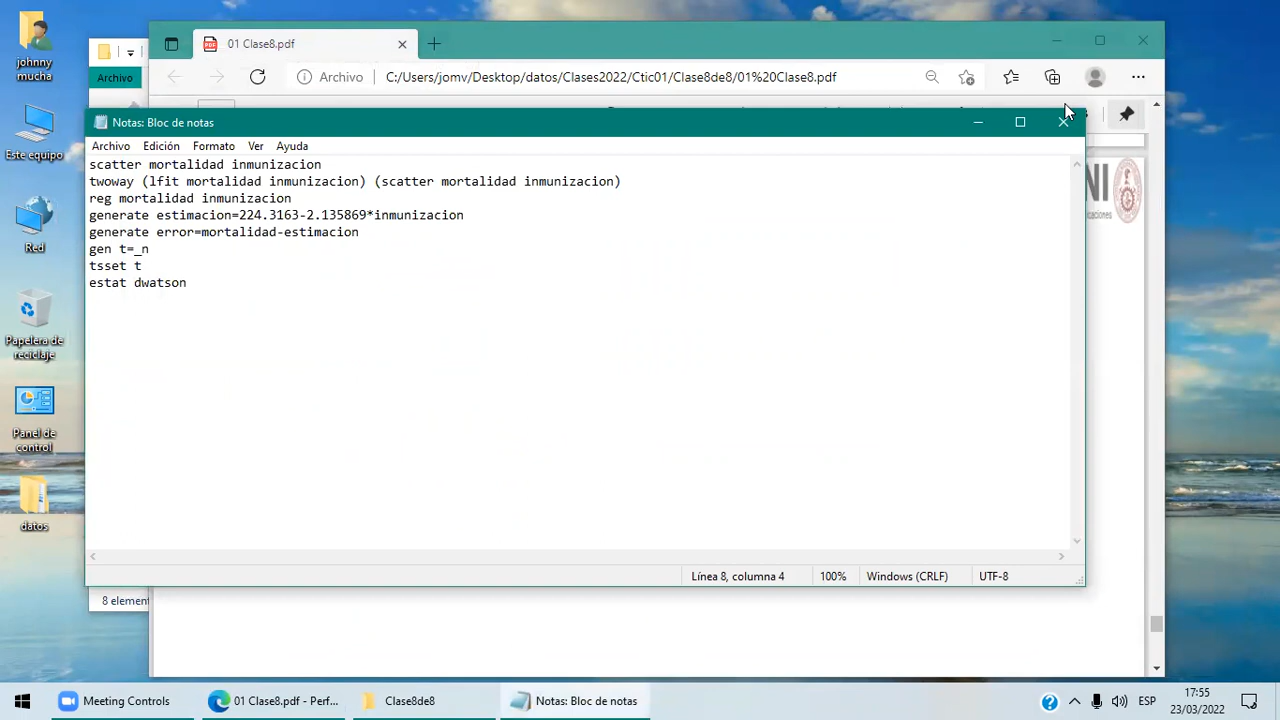 johnny
mucha
Este equipo
Red
Papelera de
reciclaje
Panel de
control
datos
Archivo
8 element
01 Clase8.pdf
Archivo
C:/Users/jomv/Desktop/datos/Clases2022/Ctic01/Clase8de8/01%20Clase8.pdf
Notas: Bloc de notas
Archivo Edición Formato Ver Ayuda
scatter mortalidad inmunizacion
twoway (lfit mortalidad inmunizacion) (scatter mortalidad inmunizacion)
reg mortalidad inmunizacion
generate estimacion=224.3163-2.135869*inmunizacion
generate error=mortalidad-estimacion
gen t=_n
tsset t
estat dwatson
Línea 8, columna 4 100% Windows (CRLF) UTF-8
NI
Meeting Controls
01 Clase8.pdf - Perf...
Clase8de8
Notas: Bloc de notas
ESP
17:55
23/03/2022